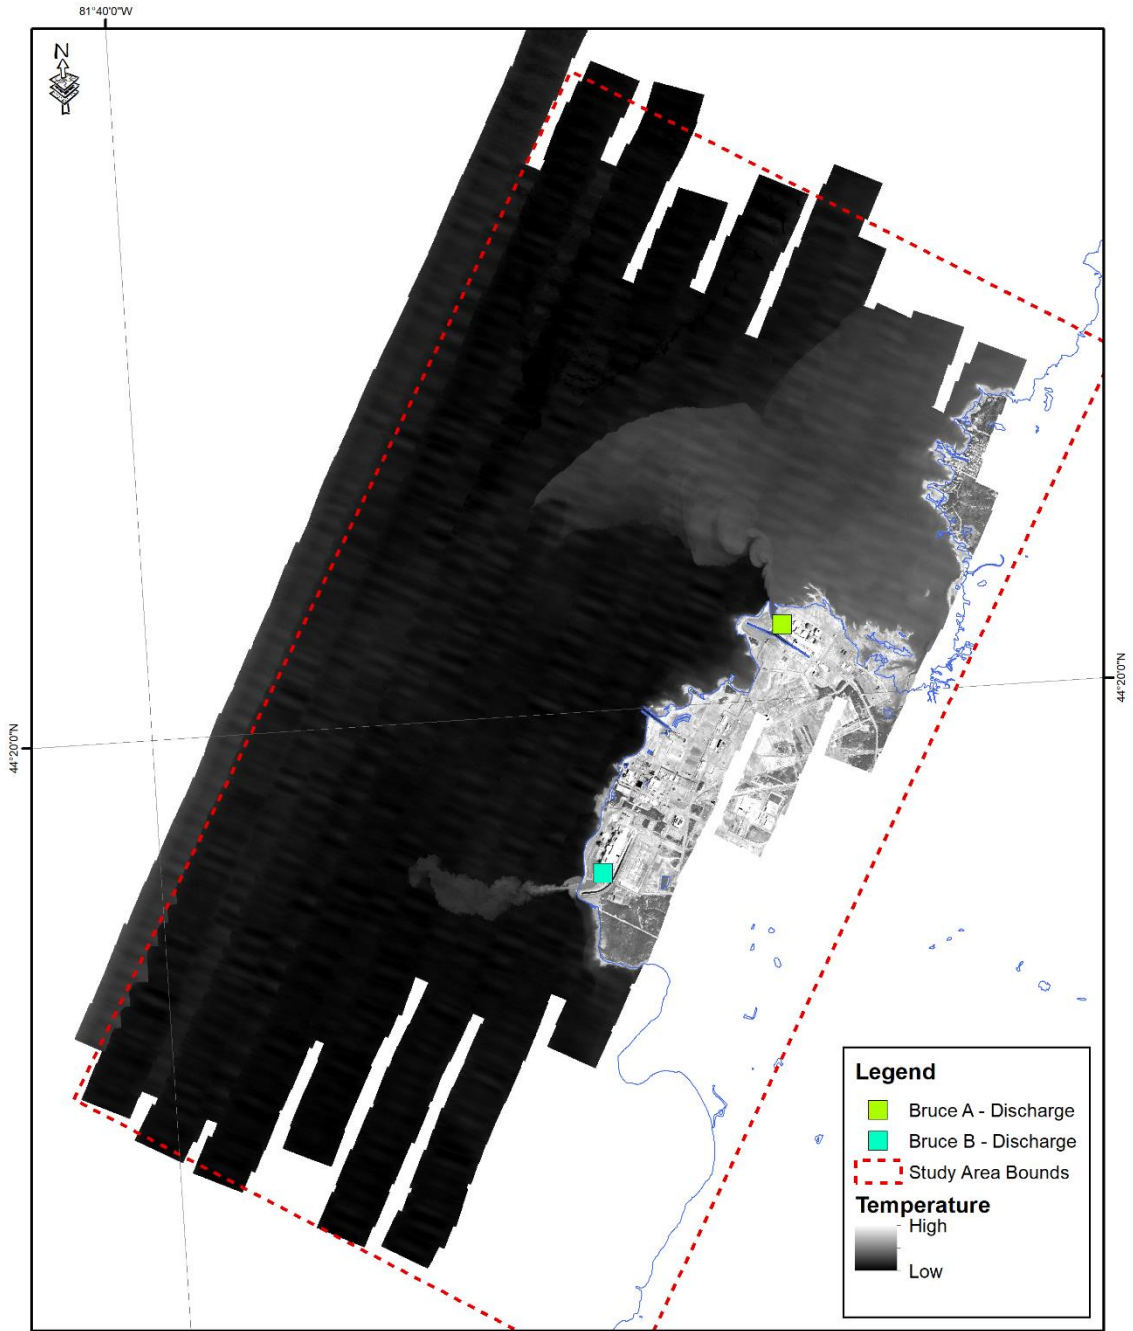 81°40'0"W
N
44°20'0"N
44°20'0"N
Legend
Bruce A - Discharge
Bruce B - Discharge
Study Area Bounds
Temperature
High
Low